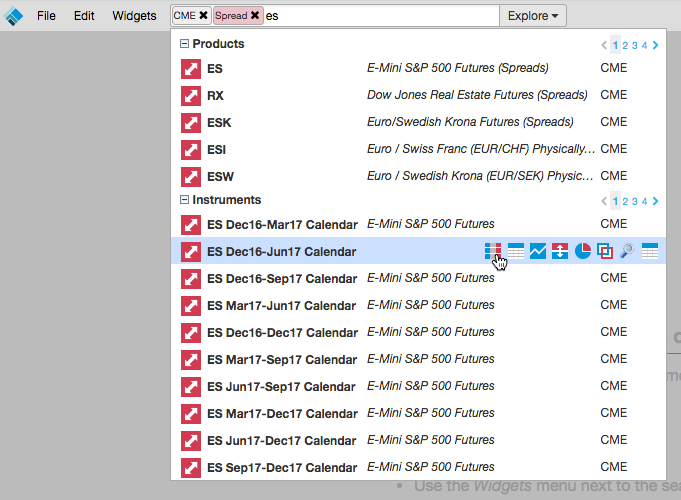 File Edit Widgets CME ✖ Spread ✖ es Explore
Products 1 2 3 4
ES E-Mini S&P 500 Futures (Spreads) CME
RX Dow Jones Real Estate Futures (Spreads) CME
ESK Euro/Swedish Krona Futures (Spreads) CME
ESI Euro / Swiss Franc (EUR/CHF) Physically… CME
ESW Euro / Swedish Krona (EUR/SEK) Physic… CME
Instruments 1 2 3 4
ES Dec16-Mar17 Calendar E-Mini S&P 500 Futures CME
ES Dec16-Jun17 Calendar
ES Dec16-Sep17 Calendar E-Mini S&P 500 Futures CME
ES Mar17-Jun17 Calendar E-Mini S&P 500 Futures CME
ES Dec16-Dec17 Calendar E-Mini S&P 500 Futures CME
ES Mar17-Sep17 Calendar E-Mini S&P 500 Futures CME
ES Jun17-Sep17 Calendar E-Mini S&P 500 Futures CME
ES Mar17-Dec17 Calendar E-Mini S&P 500 Futures CME
ES Jun17-Dec17 Calendar E-Mini S&P 500 Futures CME
ES Sep17-Dec17 Calendar E-Mini S&P 500 Futures CME
• Use the Widgets menu next to the sea